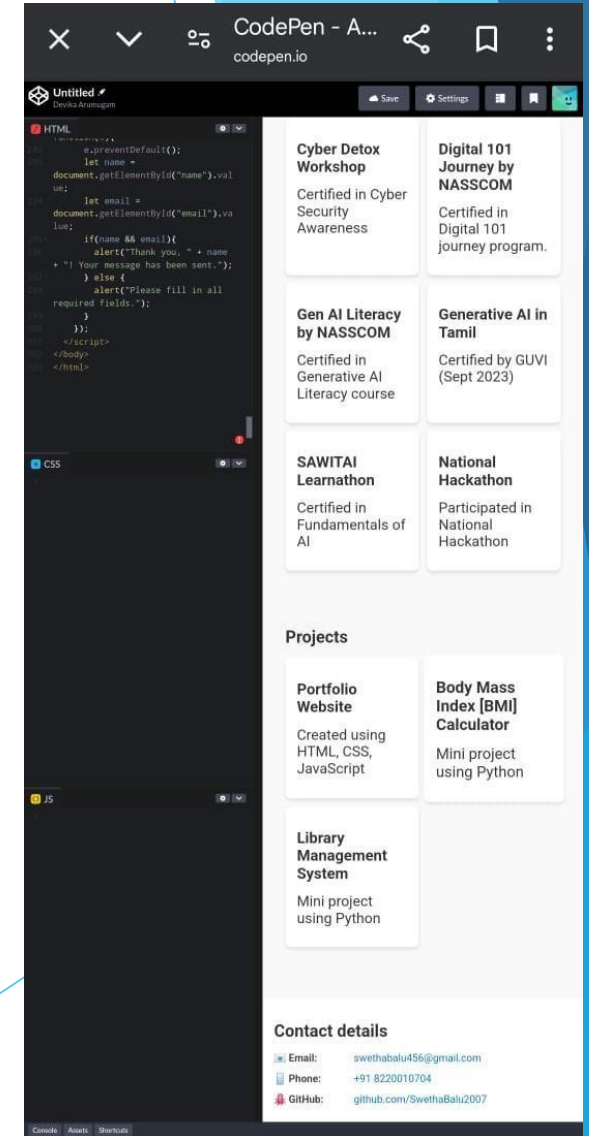 CodePen - A...
codepen.io
Untitled
Devika Arumugam
Save
Settings
HTML
e.preventDefault();
let name =
document.getElementById("name").val
ue;
let email =
document.getElementById("email").va
lue;
if(name && email){
alert("Thank you, " + name
+ "! Your message has been sent.");
} else {
alert("Please fill in all
required fields.");
}
});
</script>
</body>
</html>
CSS
JS
Cyber Detox
Workshop
Certified in Cyber
Security
Awareness
Digital 101
Journey by
NASSCOM
Certified in
Digital 101
journey program.
Gen AI Literacy
by NASSCOM
Certified in
Generative AI
Literacy course
Generative AI in
Tamil
Certified by GUVI
(Sept 2023)
SAWITAI
Learnathon
Certified in
Fundamentals of
AI
National
Hackathon
Participated in
National
Hackathon
Projects
Portfolio
Website
Created using
HTML, CSS,
JavaScript
Body Mass
Index [BMI]
Calculator
Mini project
using Python
Library
Management
System
Mini project
using Python
Contact details
Email: swethabalu456@gmail.com
Phone: +91 8220010704
GitHub: github.com/SwethaBalu2007
Console Assets Shortcuts